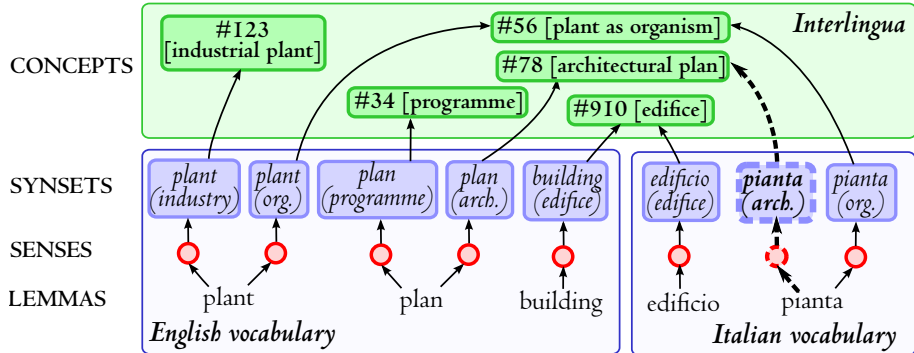 #123
[industrial plant]
#56 [plant as organism]
Interlingua
CONCEPTS
#78 [architectural plan]
#34 [programme]
#910 [edifice]
SYNSETS
plant
(industry)
plant
(org.)
plan
(programme)
plan
(arch.)
building
(edifice)
edificio
(edifice)
pianta
(arch.)
pianta
(org.)
SENSES
LEMMAS
plant
plan
building
edificio
pianta
English vocabulary
Italian vocabulary